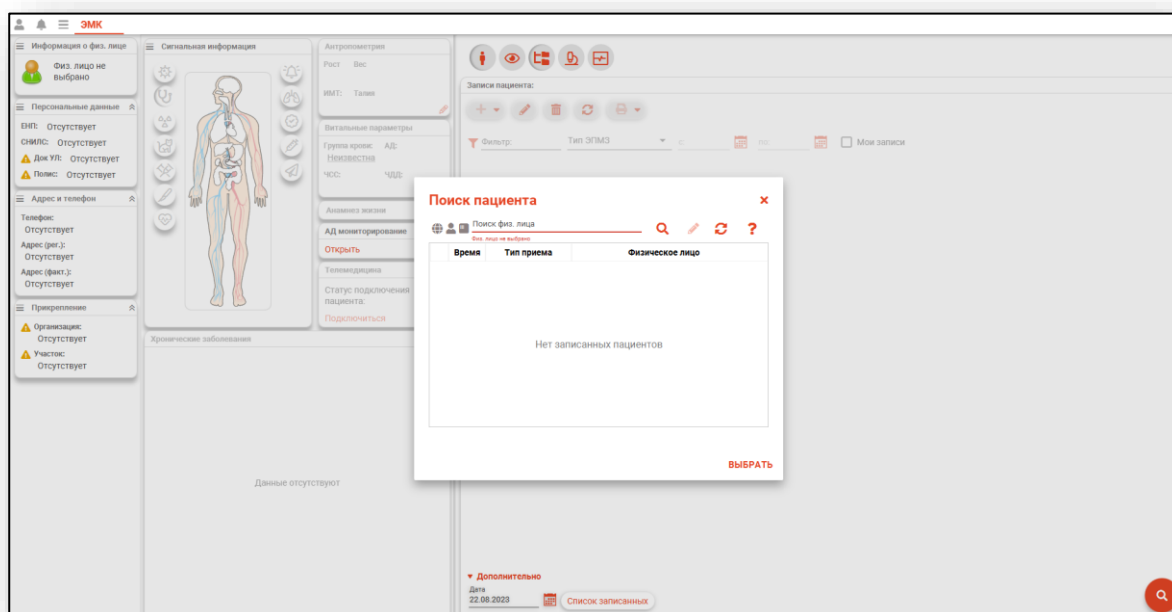 ЭМК
Информация о физ. лице
Физ. лицо не
выбрано
Персональные данные
ЕНП: Отсутствует
СНИЛС: Отсутствует
Док УЛ: Отсутствует
Полис: Отсутствует
Адрес и телефон
Телефон:
Отсутствует
Адрес (рег.):
Отсутствует
Адрес (факт.):
Отсутствует
Прикрепление
Организация:
Отсутствует
Участок:
Отсутствует
Сигнальная информация
Антропометрия
Рост Вес
ИМТ: Талия
Витальные параметры
Группа крови: АД:
Неизвестна
ЧСС: ЧДД:
Анамнез жизни
АД мониторирование
Открыть
Телемедицина
Статус подключения
пациента:
Подключиться
Хронические заболевания
Данные отсутствуют
Записи пациента:
Фильтр: Тип ЭПМЗ с: по: Мои записи
Поиск пациента
Поиск физ. лица
Физ. лицо не выбрано
Время Тип приема Физическое лицо
Нет записанных пациентов
ВЫБРАТЬ
Дополнительно
Дата
22.08.2023 Список записанных